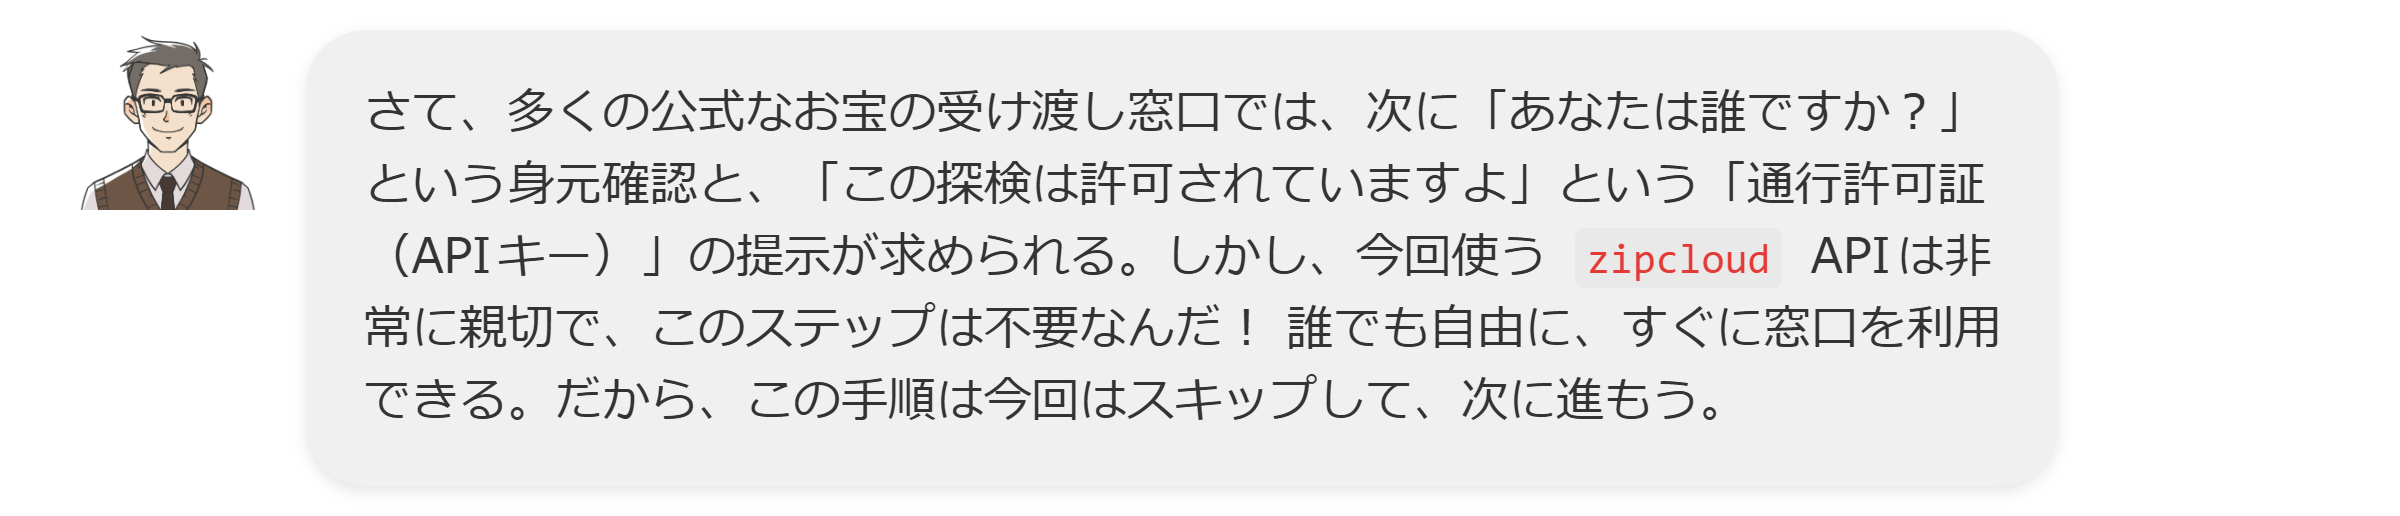 さて、多くの公式なお宝の受け渡し窓口では、次に「あなたは誰ですか？」
という身元確認と、「この探検は許可されていますよ」という「通行許可証
（APIキー）」の提示が求められる。しかし、今回使う zipcloud APIは非
常に親切で、このステップは不要なんだ！ 誰でも自由に、すぐに窓口を利用
できる。だから、この手順は今回はスキップして、次に進もう。